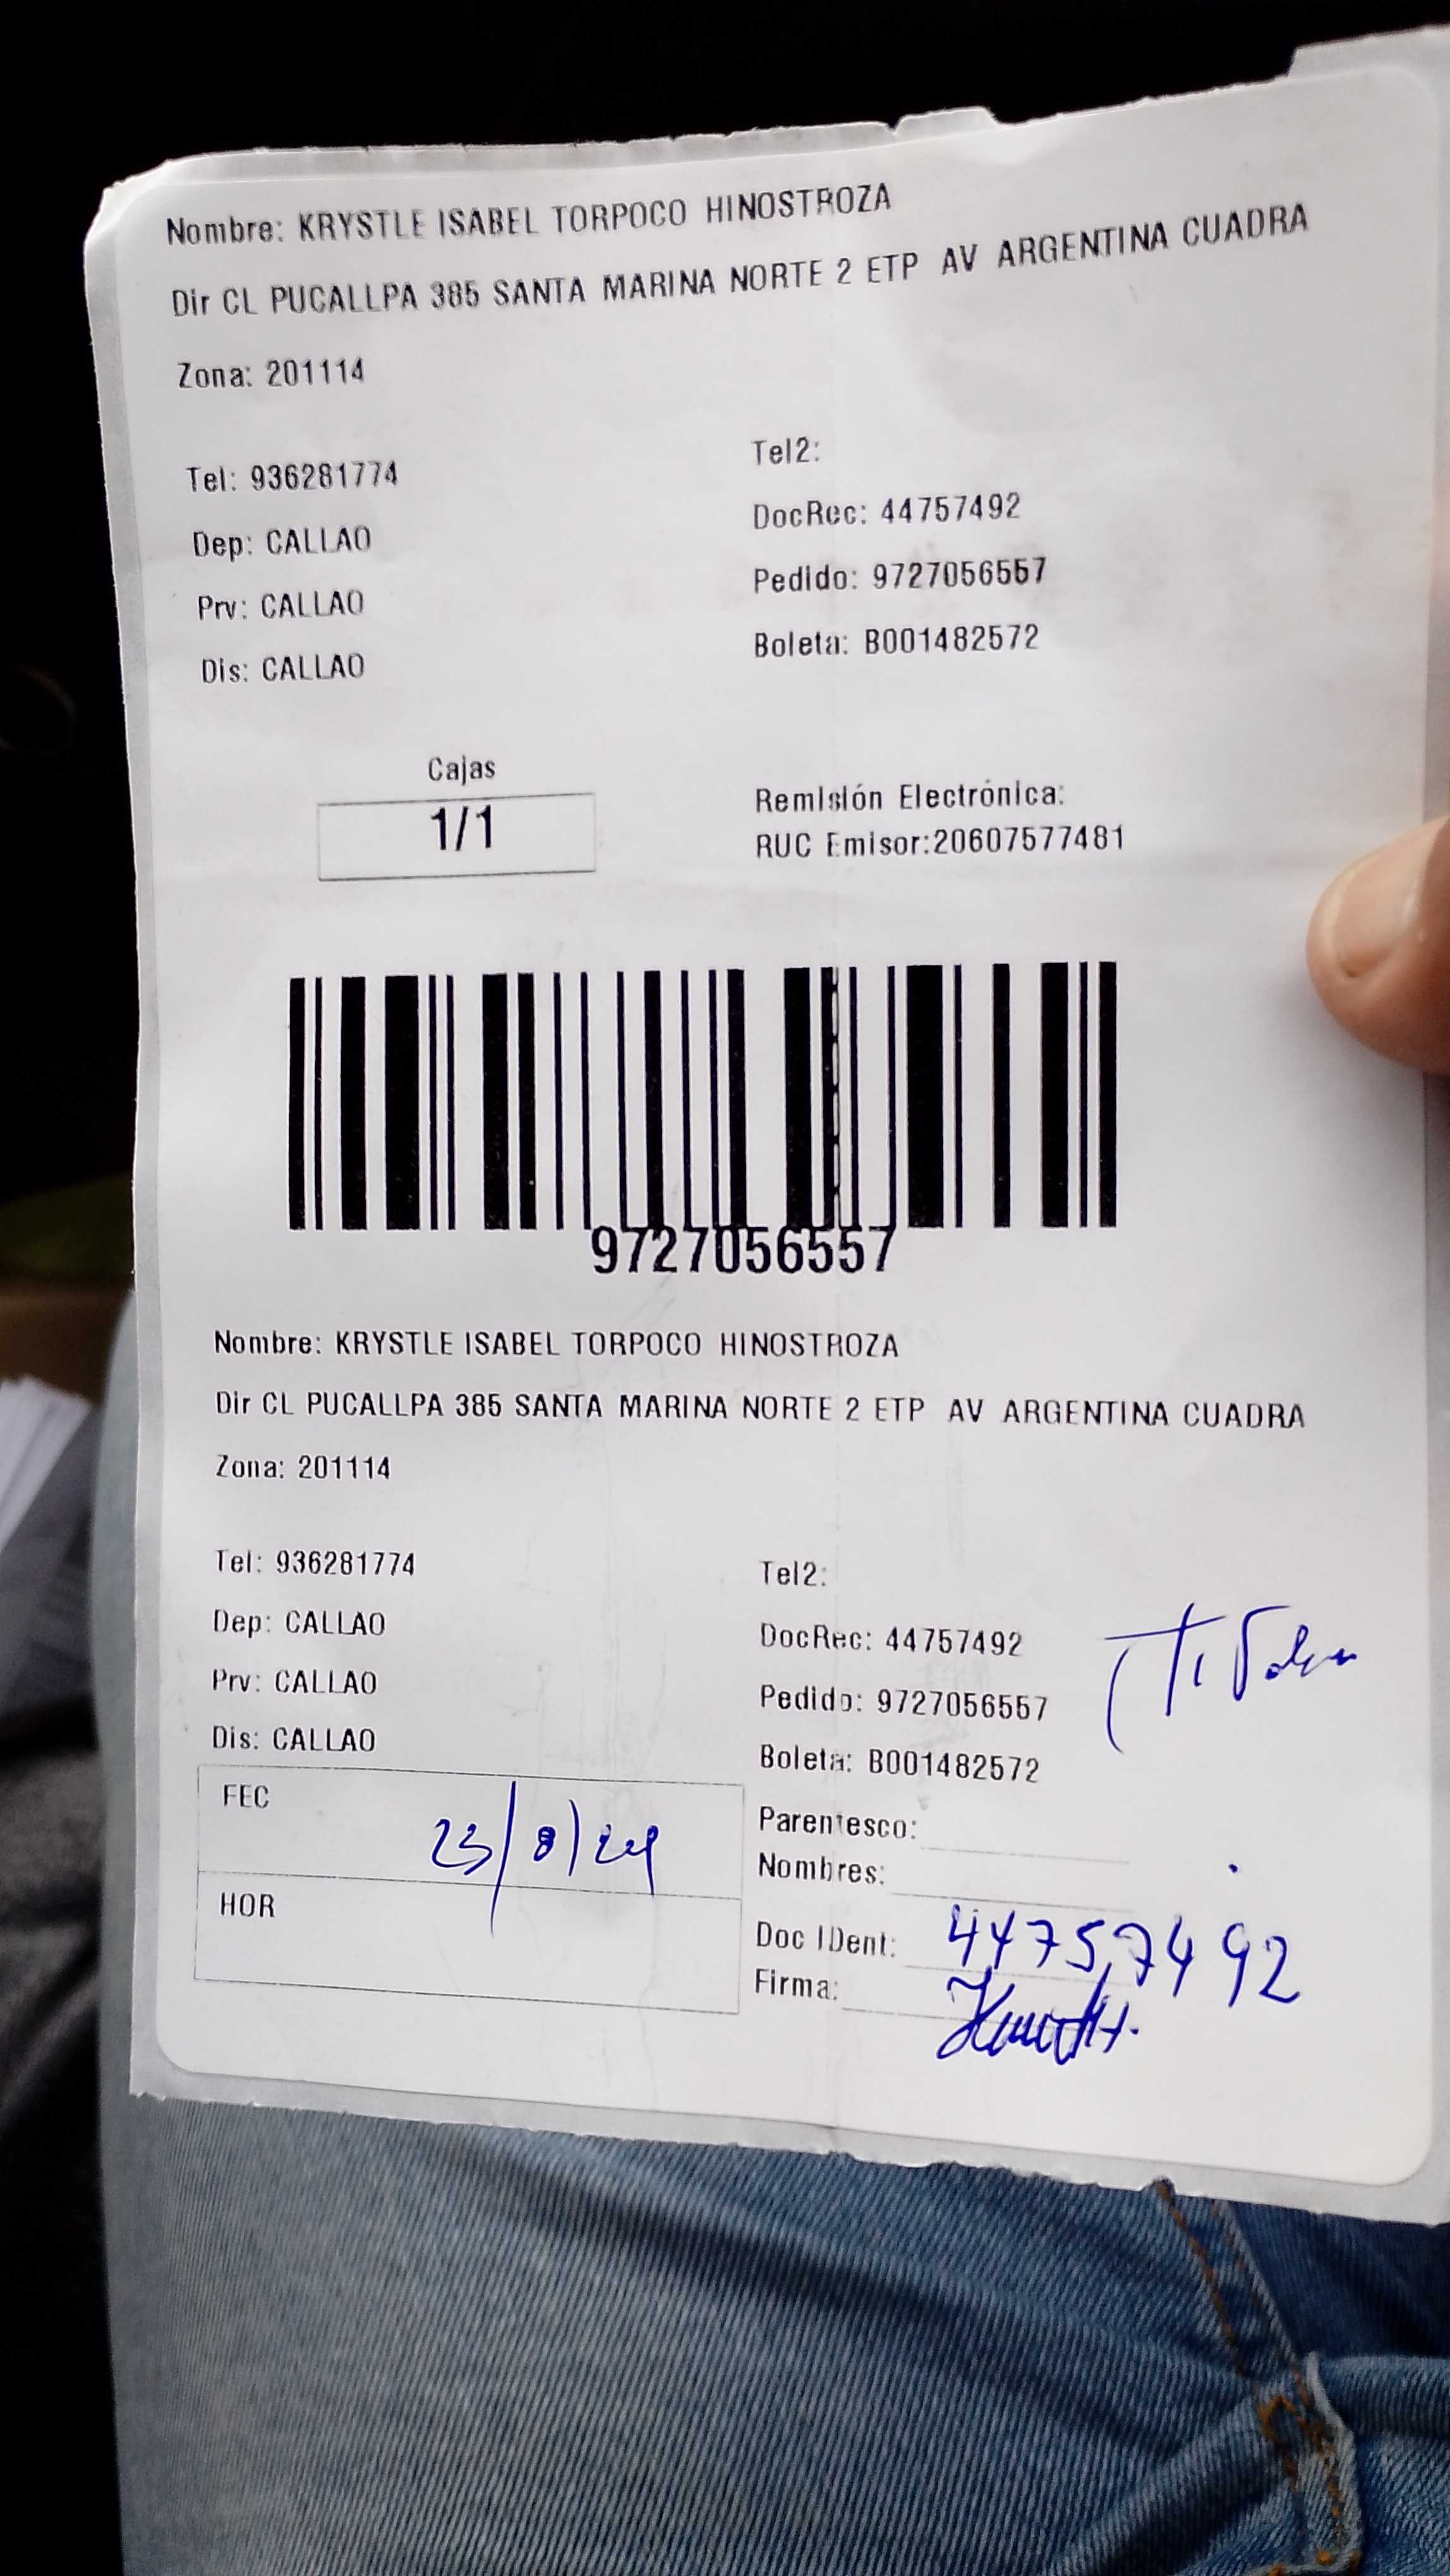 Nombre: KRYSTLE ISABEL TORPOCO HINOSTROZA
Dir CL PUCALLPA 385 SANTA MARINA NORTE 2 ETP AV ARGENTINA CUADRA
Zona: 201114
Tel: 936281774
Tel2:
Dep: CALLAO
DocRec: 44757492
Prv: CALLAO
Pedido: 9727056557
Dis: CALLAO
Boleta: B001482572
Cajas
1/1
Remisión Electrónica:
RUC Emisor:20607577481
9727056557
Nombre: KRYSTLE ISABEL TORPOCO HINOSTROZA
Dir CL PUCALLPA 385 SANTA MARINA NORTE 2 ETP AV ARGENTINA CUADRA
Zona: 201114
Tel: 936281774
Tel2:
Dep: CALLAO
DocRec: 44757492
Prv: CALLAO
Pedido: 9727056557
Dis: CALLAO
Boleta: B001482572
FEC 23/8/24
Parentesco:
Nombres:
HOR
Doc IDent: 44757492
Firma: